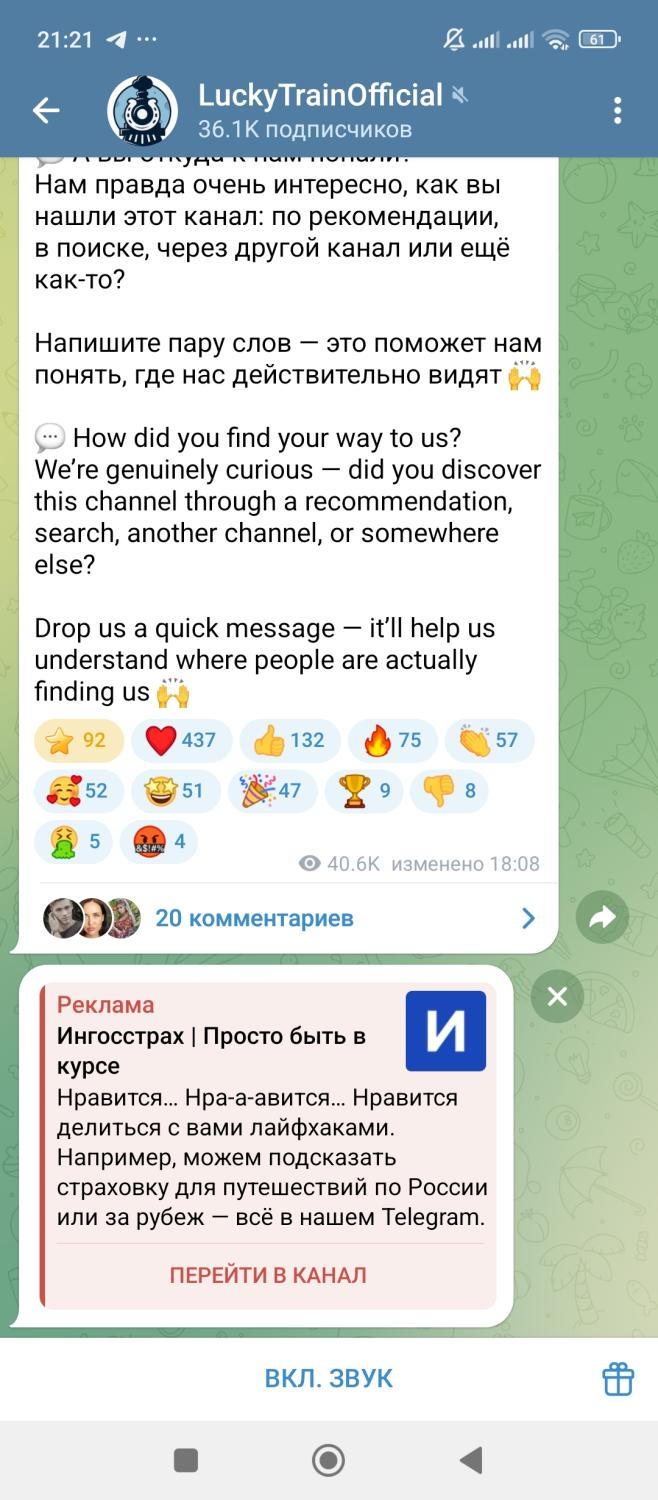 21:21
61
LuckyTrainOfficial
36.1K подписчиков
А вы откуда к нам попали?
Нам правда очень интересно, как вы
нашли этот канал: по рекомендации,
в поиске, через другой канал или ещё
как-то?
Напишите пару слов — это поможет нам
понять, где нас действительно видят 🙌
💬 How did you find your way to us?
We’re genuinely curious — did you discover
this channel through a recommendation,
search, another channel, or somewhere
else?
Drop us a quick message — it’ll help us
understand where people are actually
finding us 🙌
⭐ 92 ❤️ 437 👍 132 🔥 75 👏 57
🥰 52 🤩 51 🎉 47 🏆 9 👎 8
🤮 5 🤬 4
40.6K изменено 18:08
20 комментариев
Реклама
Ингосстрах | Просто быть в
курсе
И
Нравится... Нра-а-авится... Нравится
делиться с вами лайфхаками.
Например, можем подсказать
страховку для путешествий по России
или за рубеж — всё в нашем Telegram.
ПЕРЕЙТИ В КАНАЛ
ВКЛ. ЗВУК